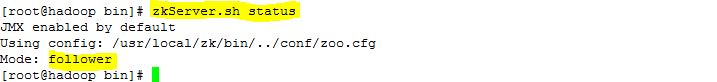 [root@hadoop bin]# zkServer.sh status
JMX enabled by default
Using config: /usr/local/zk/bin/../conf/zoo.cfg
Mode: follower
[root@hadoop bin]#